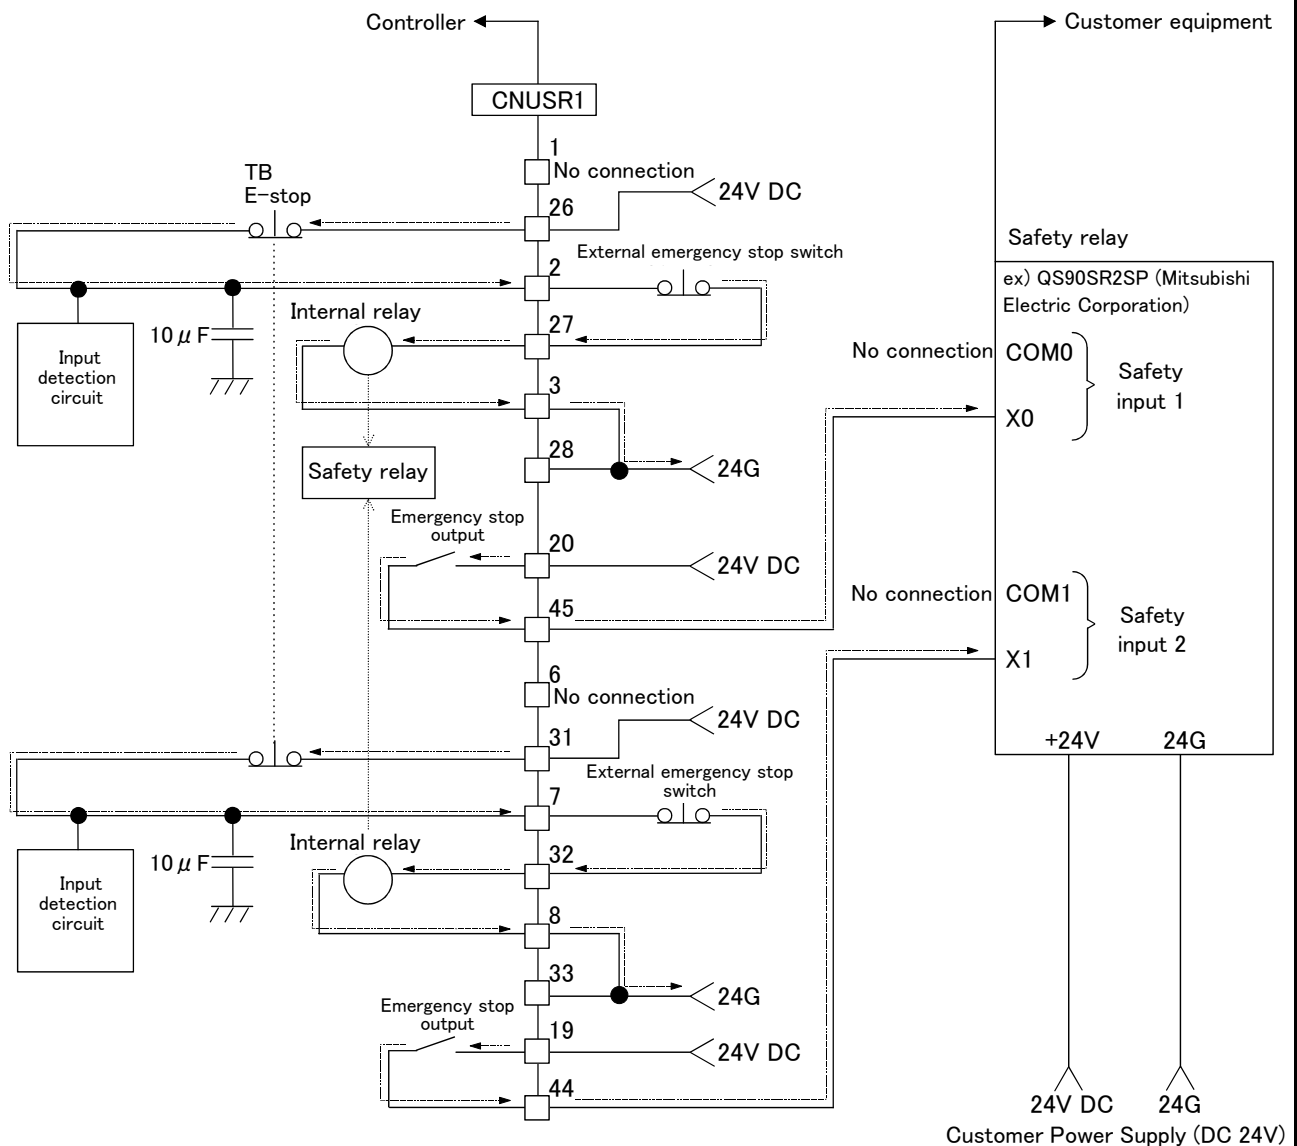 Controller
Customer equipment
CNUSR1
1
No connection
TB
E-stop
24V DC
26
External emergency stop switch
2
Internal relay
10μF
27
Input
detection
circuit
3
28
24G
Safety relay
Emergency stop
output
20
24V DC
45
6
No connection
24V DC
31
External emergency stop
switch
7
Internal relay
10μF
32
Input
detection
circuit
8
33
24G
Emergency stop
output
19
24V DC
44
Safety relay
ex) QS90SR2SP (Mitsubishi
Electric Corporation)
No connection
COM0
Safety
input 1
X0
No connection
COM1
Safety
input 2
X1
+24V
24G
24V DC
24G
Customer Power Supply (DC 24V)